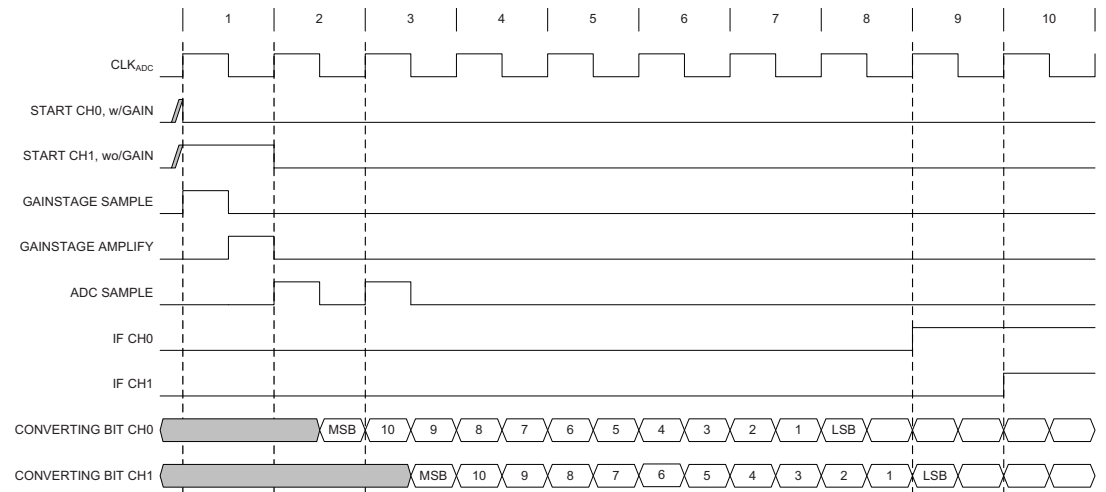 1 2 3 4 5 6 7 8 9 10
CLKADC
START CH0, w/GAIN
START CH1, wo/GAIN
GAINSTAGE SAMPLE
GAINSTAGE AMPLIFY
ADC SAMPLE
IF CH0
IF CH1
CONVERTING BIT CH0 MSB 10 9 8 7 6 5 4 3 2 1 LSB
CONVERTING BIT CH1 MSB 10 9 8 7 6 5 4 3 2 1 LSB